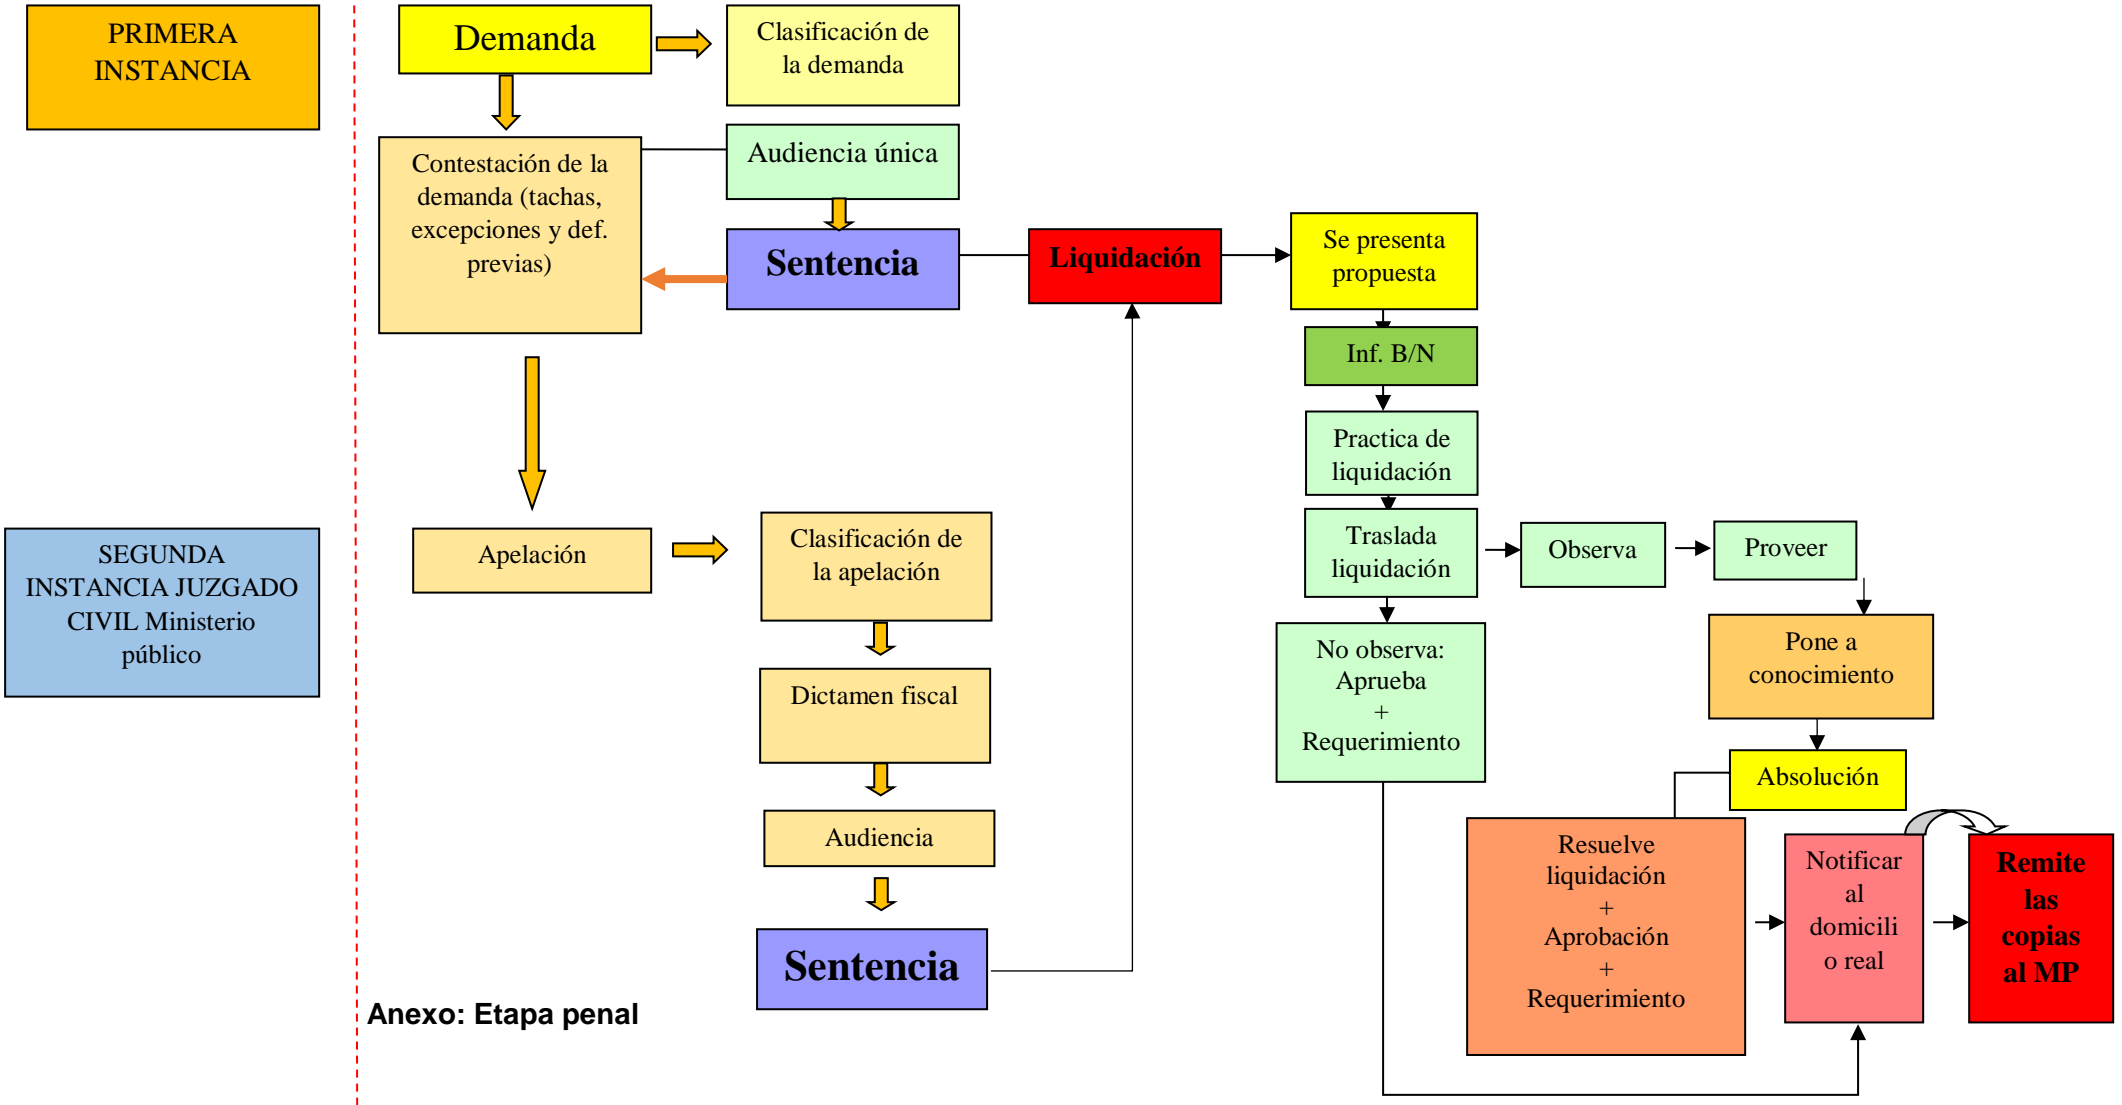 PRIMERA
INSTANCIA
Demanda
Clasificación de
la demanda
Contestación de la
demanda (tachas,
excepciones y def.
previas)
Audiencia única
Sentencia
Liquidación
Se presenta
propuesta
Inf. B/N
Practica de
liquidación
Traslada
liquidación
Observa
Proveer
No observa:
Aprueba
+
Requerimiento
Pone a
conocimiento
Absolución
Resuelve
liquidación
+
Aprobación
+
Requerimiento
Notificar
al
domicili
o real
Remite
las
copias
al MP
SEGUNDA
INSTANCIA JUZGADO
CIVIL Ministerio
público
Apelación
Clasificación de
la apelación
Dictamen fiscal
Audiencia
Sentencia
Anexo: Etapa penal